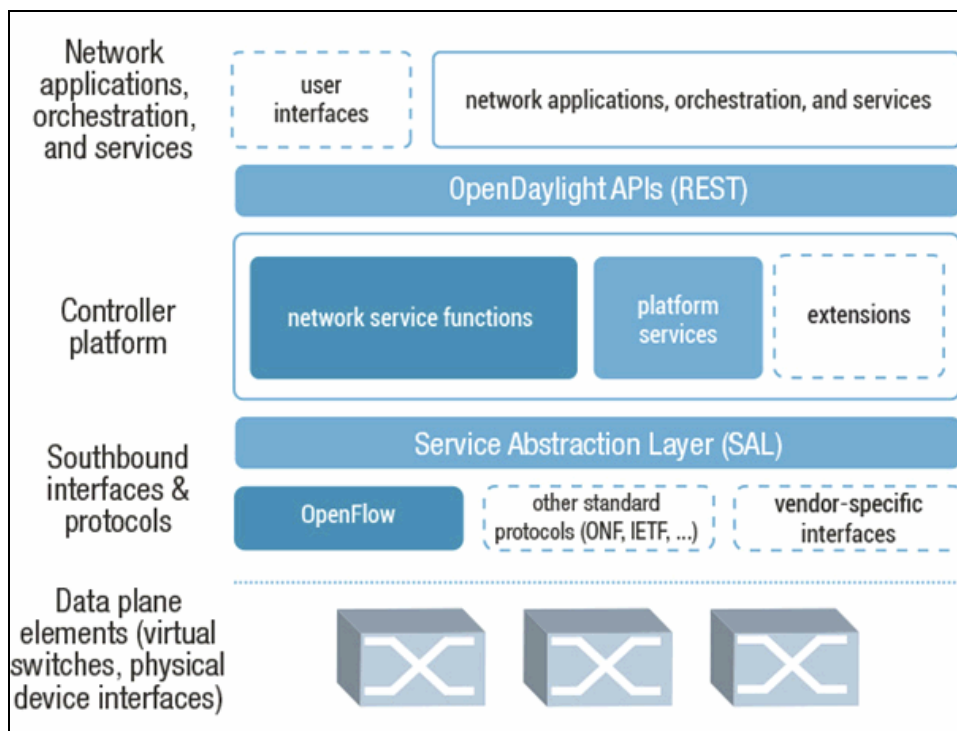 Network
applications,
orchestration,
and services
user
interfaces
network applications, orchestration, and services
OpenDaylight APIs (REST)
Controller
platform
network service functions
platform
services
extensions
Service Abstraction Layer (SAL)
Southbound
interfaces &
protocols
OpenFlow
other standard
protocols (ONF, IETF, ...)
vendor-specific
interfaces
Data plane
elements (virtual
switches, physical
device interfaces)